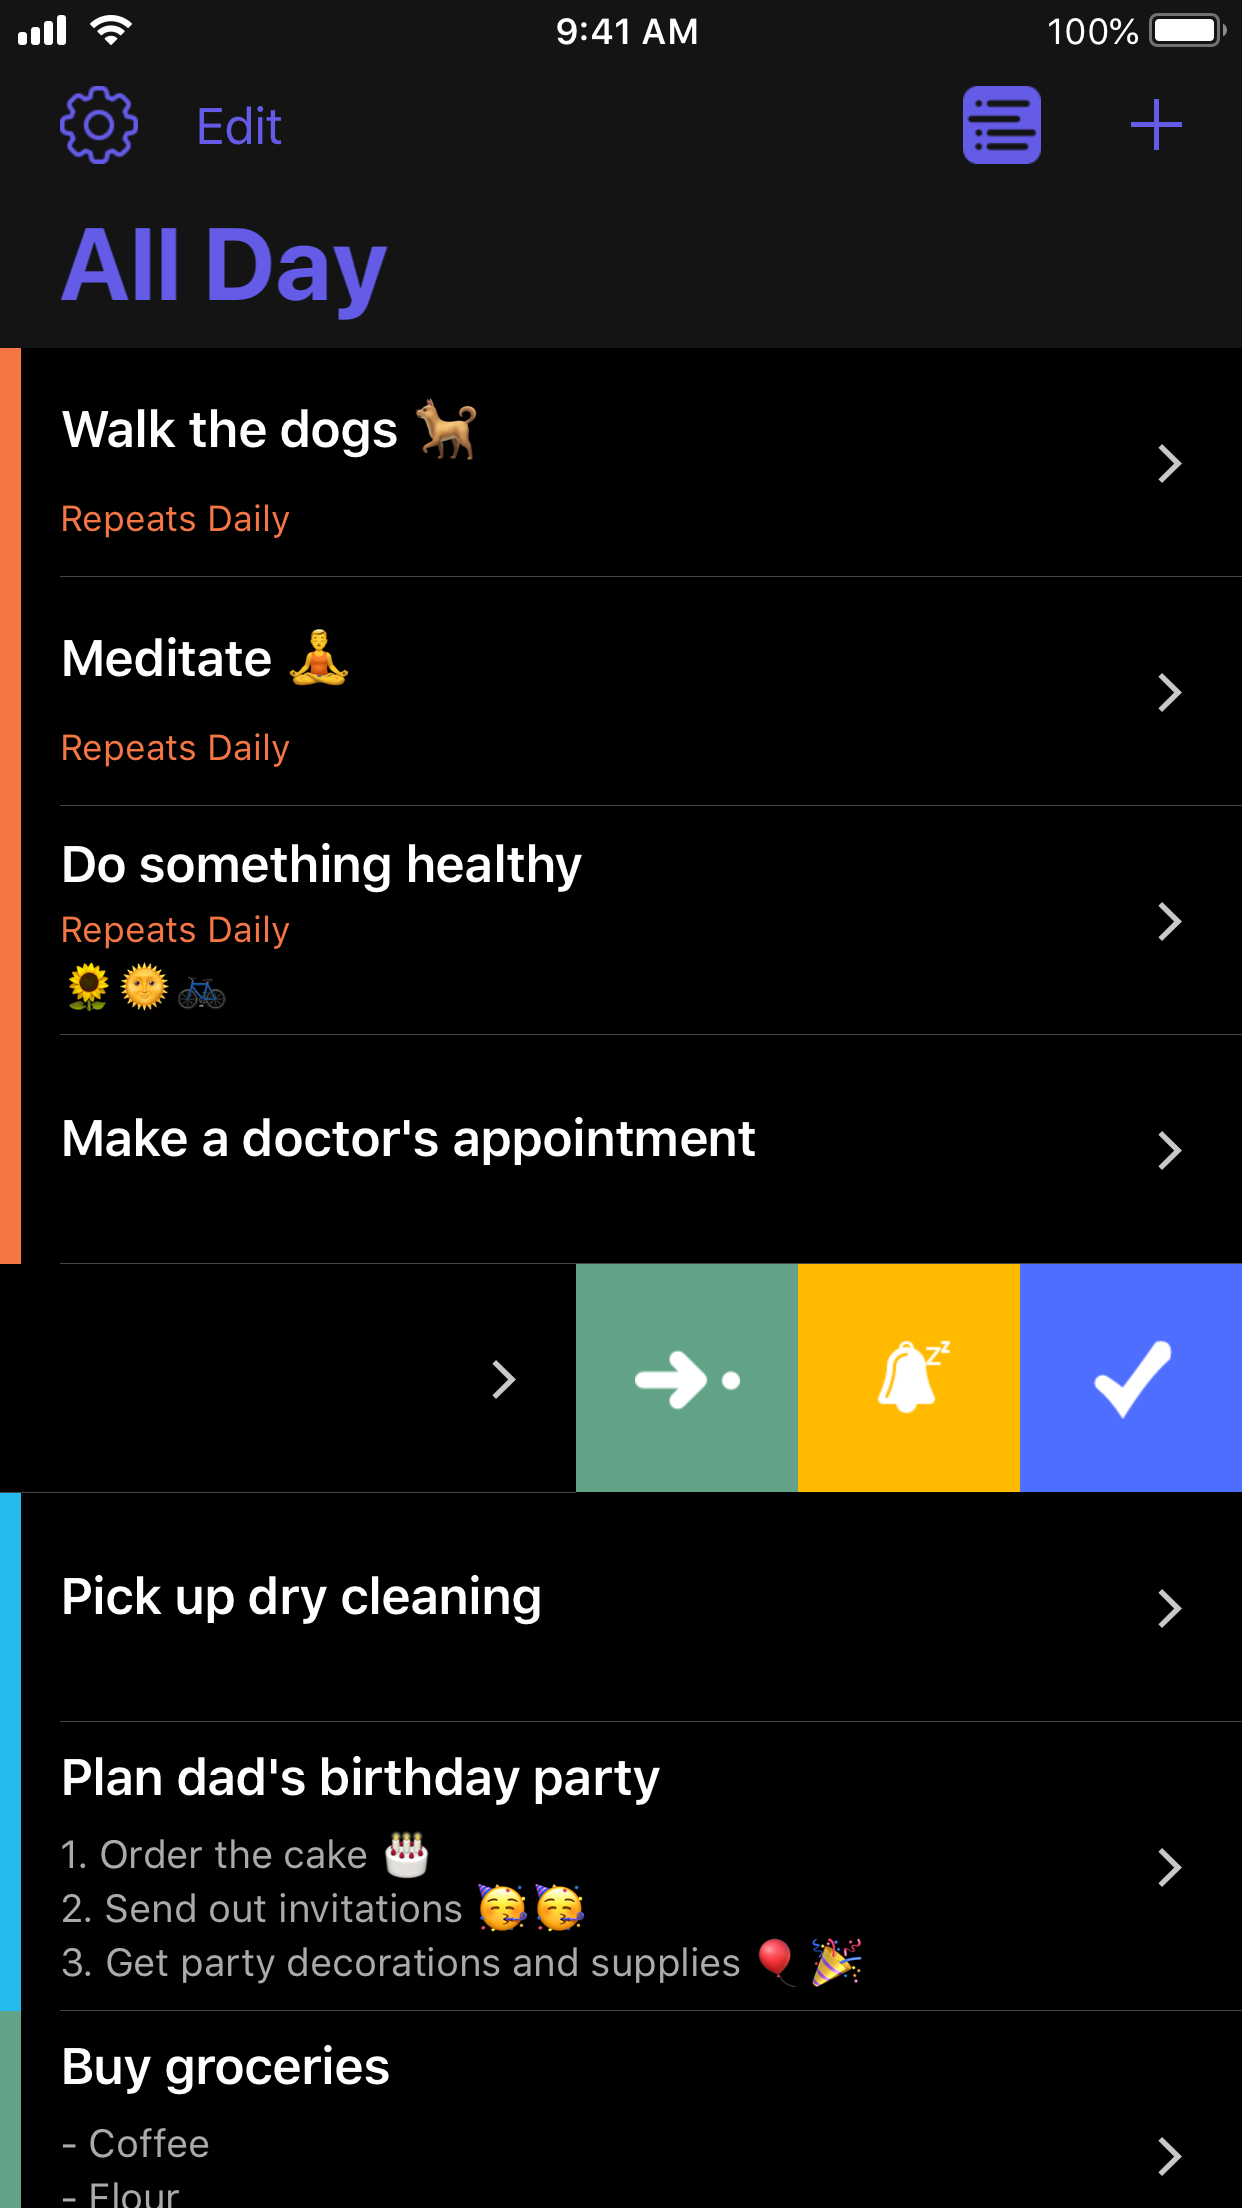 9:41 AM
100%
Edit
All Day
Walk the dogs 🐕
Repeats Daily
Meditate 🧘‍♂️
Repeats Daily
Do something healthy
Repeats Daily
🌻🌞🚲
Make a doctor's appointment
zz
Pick up dry cleaning
Plan dad's birthday party
1. Order the cake 🎂
2. Send out invitations 🥳🥳
3. Get party decorations and supplies 🎈🎉
Buy groceries
- Coffee
- Flour